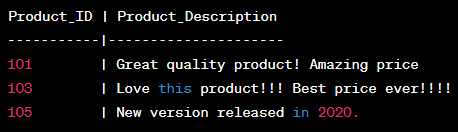 Product_ID | Product_Description
-----------|---------------------
101        | Great quality product! Amazing price
103        | Love this product!!! Best price ever!!!!
105        | New version released in 2020.